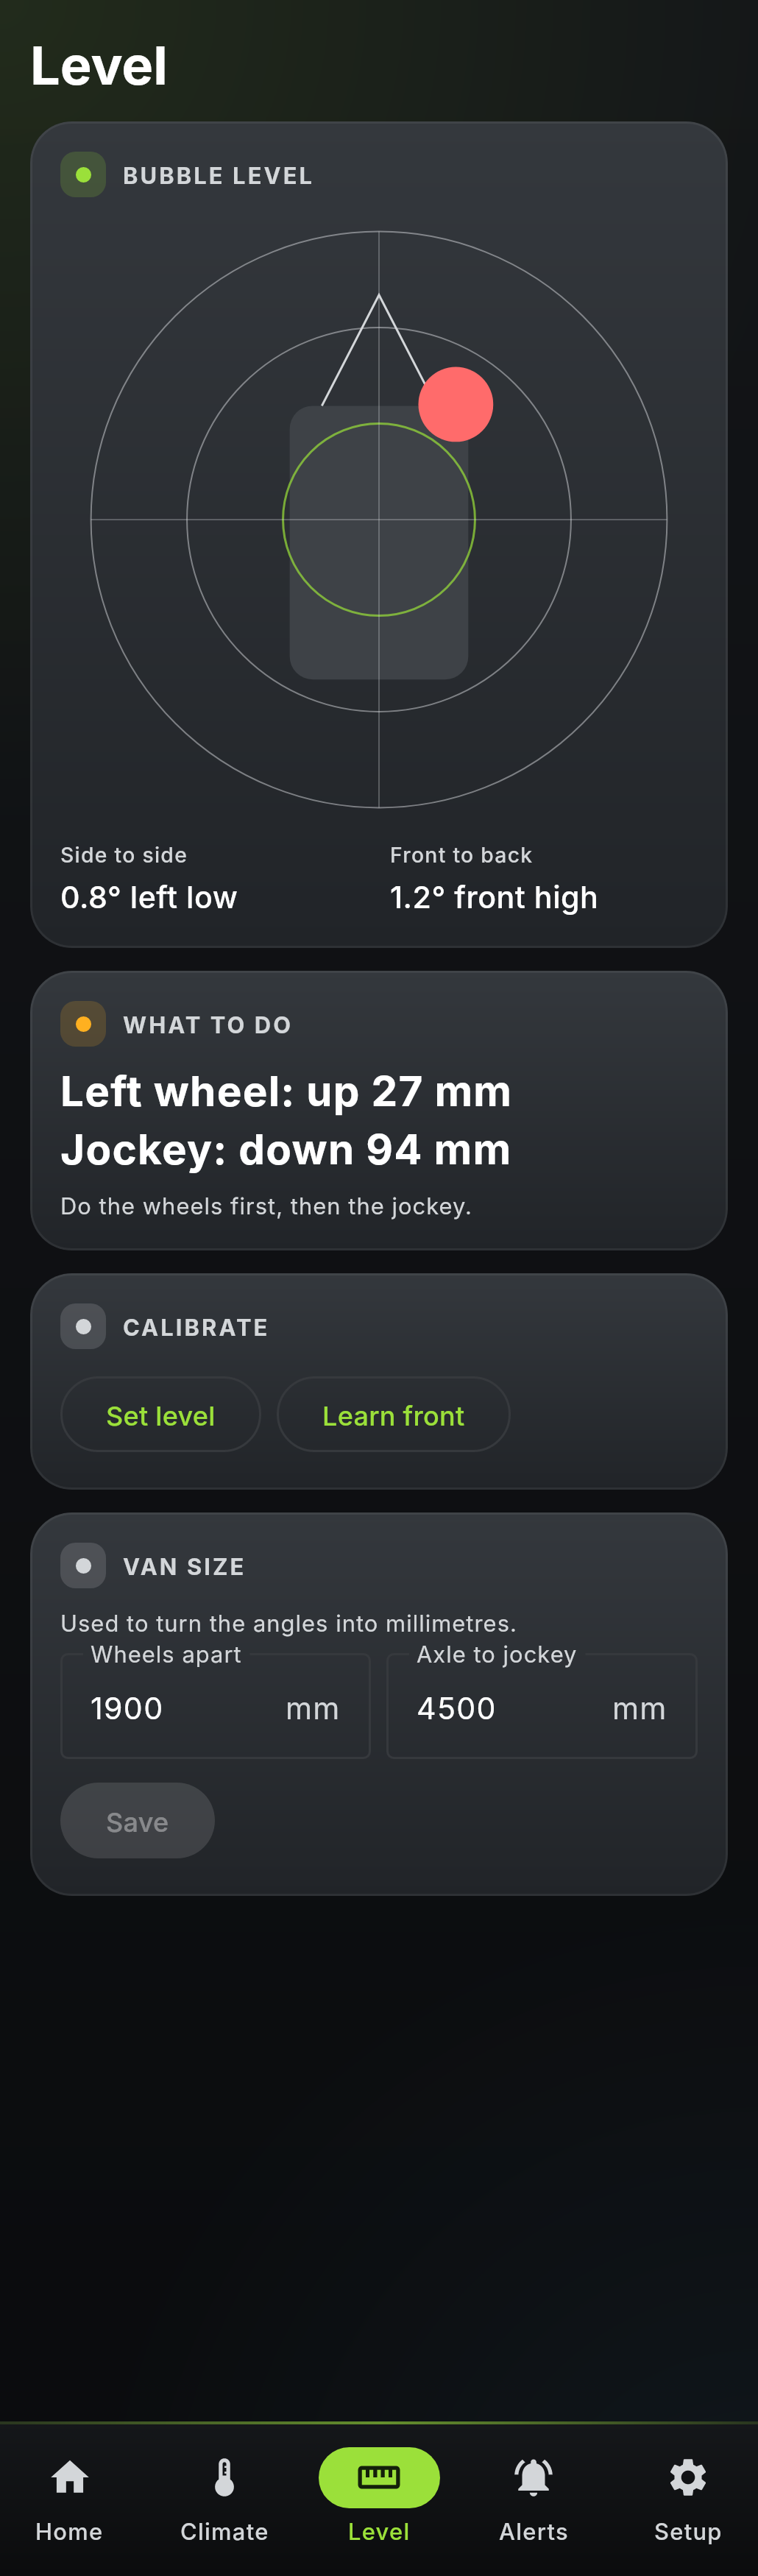 Level
BUBBLE LEVEL
Side to side
Front to back
0.8° left low
1.2° front high
WHAT TO DO
Left wheel: up 27 mm
Jockey: down 94 mm
Do the wheels first, then the jockey.
CALIBRATE
Set level
Learn front
VAN SIZE
Used to turn the angles into millimetres.
Wheels apart
Axle to jockey
1900 mm
4500 mm
Save
Home
Climate
Level
Alerts
Setup